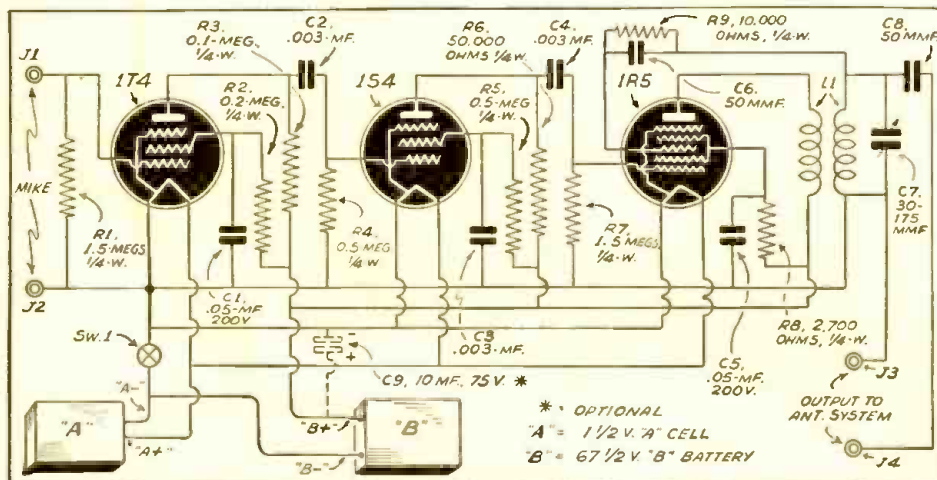 J1
MIKE
J2
R1,
1.5-MEGS
1/4-W.
1T4
R3,
0.1-MEG,
1/4-W.
R2,
0.2 MEG,
1/4-W.
C2,
.003-MF.
C1,
.05-MF
200V.
1S4
R4,
0.5 MEG,
1/4 W
R6,
50,000
OHMS 1/4-W.
R5,
0.5-MEG,
1/4-W.
C4,
.003-MF.
C3
.003-MF.
R7,
1.5 MEGS,
1/4-W.
1R5
R9, 10,000
OHMS, 1/4-W.
C6,
50 MMF.
L1
C8,
50 MMF.
C7,
30-
175
MMF
R8, 2,700
OHMS, 1/4-W.
C5,
.05-MF.
200V.
J3
OUTPUT TO
ANT. SYSTEM
J4
SW.1
"A-"
"A"
"A+"
-
+
C9, 10 MF, 75 V. *
"B+"
"B"
"B-"
* - OPTIONAL
"A" = 1 1/2 V. "A" CELL
"B" = 67 1/2 V. "B" BATTERY